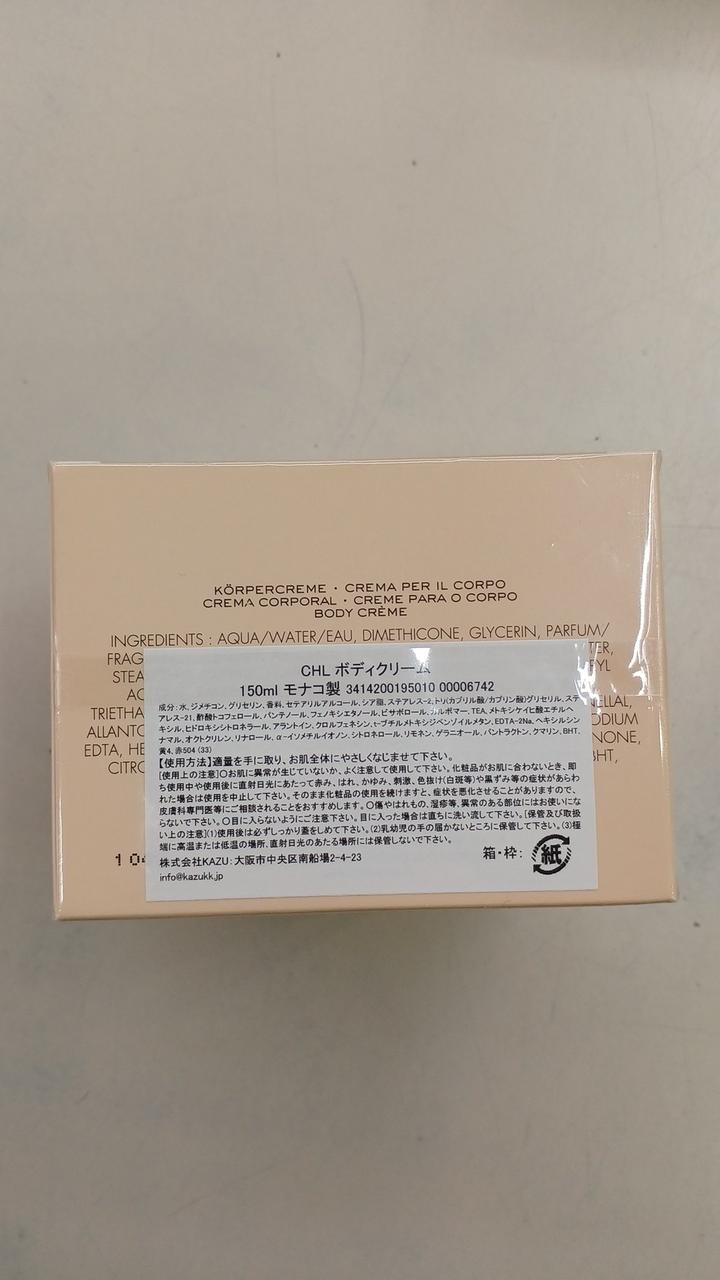 KÖRPERCREME · CREMA PER IL CORPO
CREMA CORPORAL · CREME PARA O CORPO
BODY CRÈME
INGREDIENTS : AQUA/WATER/EAU, DIMETHICONE, GLYCERIN, PARFUM/
CHL ボディクリーム
150ml モナコ製 3414200195010 00006742
成分:水、ジメチコン、グリセリン、香料、セテアリルアルコール、シア脂、ステアレス-2、トリ(カプリル酸/カプリン酸)グリセリル、ステ
アレス-21、酢酸トコフェロール、パンテノール、フェノキシエタノール、ビサボロール、カルボマー、TEA、メトキシケイヒ酸エチルヘ
キシル、ヒドロキシシトロネラール、アラントイン、クロルフェネシン、t-ブチルメトキシジベンゾイルメタン、EDTA-2Na、ヘキシルシン
ナマル、オクトクリレン、リナロール、α-イソメチルイオノン、シトロネロール、リモネン、ゲラニオール、パントラクトン、クマリン、BHT、
黄4、赤504 (33)
【使用方法】適量を手に取り、お肌全体にやさしくなじませて下さい。
[使用上の注意]〇お肌に異常が生じていないか、よく注意して使用して下さい。化粧品がお肌に合わないとき、即
ち使用中や使用後に直射日光にあたって赤み、はれ、かゆみ、刺激、色抜け(白斑等)や黒ずみ等の症状があらわ
れた場合は使用を中止して下さい。そのまま化粧品の使用を続けますと、症状を悪化させることがありますので、
皮膚科専門医等にご相談されることをおすすめします。〇傷やはれもの、湿疹等、異常のある部位にはお使いにな
らないで下さい。〇目に入らないようにご注意下さい。目に入った場合は直ちに洗い流して下さい。[保管及び取扱
い上の注意](1)使用後は必ずしっかり蓋をしめて下さい。(2)乳幼児の手の届かないところに保管して下さい。(3)極
端に高温または低温の場所、直射日光のあたる場所には保管しないで下さい。
株式会社KAZU:大阪市中央区南船場2-4-23
info@kazukk.jp
箱・枠: 紙